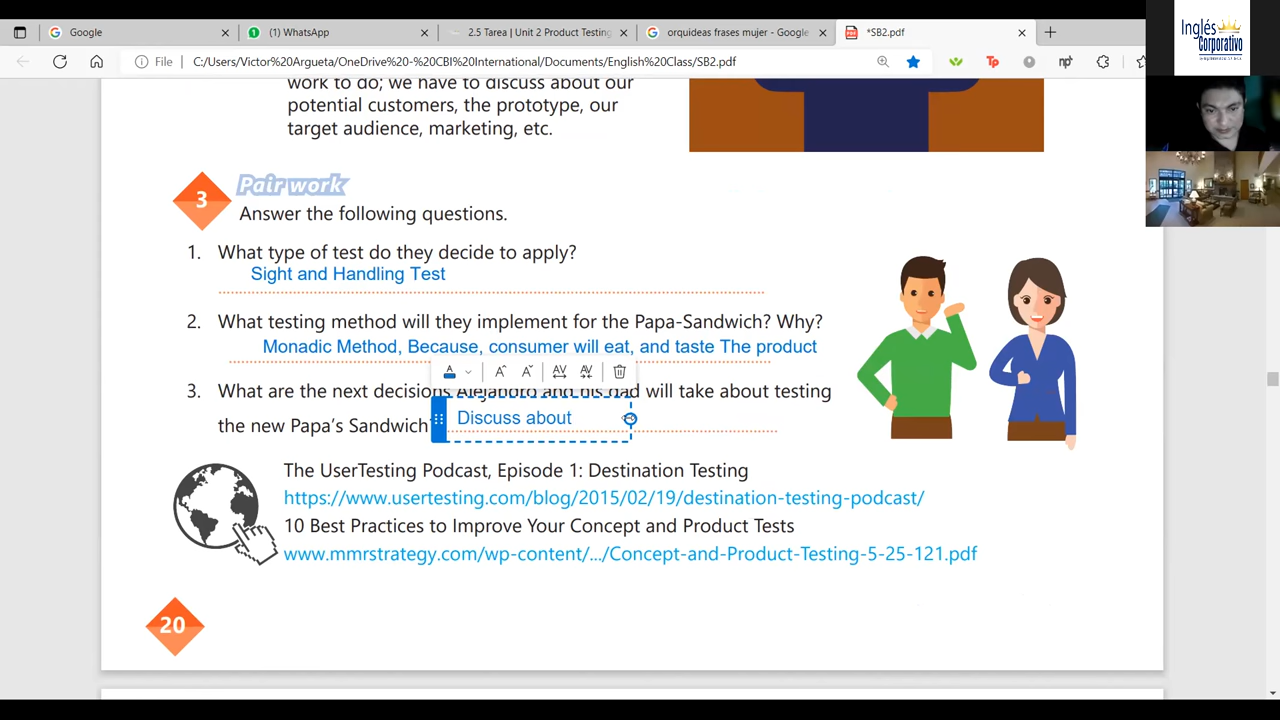 Google
(1) WhatsApp
2.5 Tarea | Unit 2 Product Testing
orquideas frases mujer - Google
*SB2.pdf
File
C:/Users/Victor%20Argueta/OneDrive%20-%20CBI%20International/Documents/English%20Class/SB2.pdf
Inglés
Corporativo
work to do; we have to discuss about our
potential customers, the prototype, our
target audience, marketing, etc.
3
Pair work
Answer the following questions.
1. What type of test do they decide to apply?
Sight and Handling Test
2. What testing method will they implement for the Papa-Sandwich? Why?
Monadic Method, Because, consumer will eat, and taste The product
3. What are the next decisions Alejandro and his dad will take about testing
the new Papa's Sandwich?
Discuss about
The UserTesting Podcast, Episode 1: Destination Testing
https://www.usertesting.com/blog/2015/02/19/destination-testing-podcast/
10 Best Practices to Improve Your Concept and Product Tests
www.mmrstrategy.com/wp-content/.../Concept-and-Product-Testing-5-25-121.pdf
20